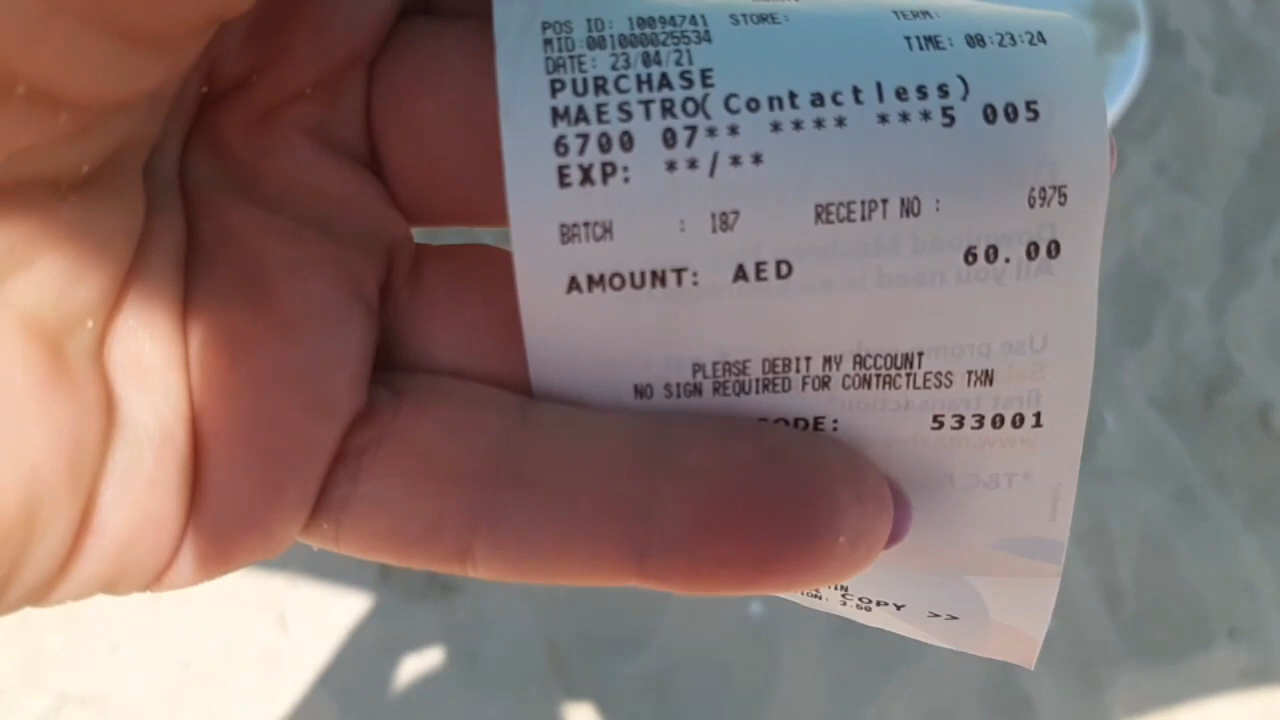 POS ID: 10094741 STORE: TERM:
MID:001000025534
DATE: 23/04/21 TIME: 08:23:24
PURCHASE
MAESTRO(Contactless)
6700 07** **** ***5 005
EXP: **/**
BATCH : 187 RECEIPT NO : 6975
AMOUNT: AED 60.00
PLEASE DEBIT MY ACCOUNT
NO SIGN REQUIRED FOR CONTACTLESS TXN
ODE: 533001
COPY >>